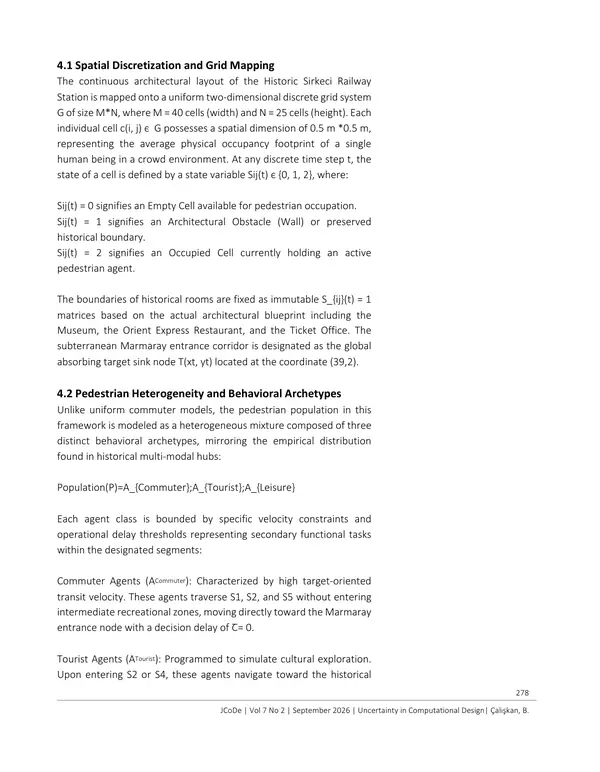 4.1 Spatial Discretization and Grid Mapping
The continuous architectural layout of the Historic Sirkeci Railway
Station is mapped onto a uniform two-dimensional discrete grid system
G of size M*N, where M = 40 cells (width) and N = 25 cells (height). Each
individual cell c(i, j) є G possesses a spatial dimension of 0.5 m *0.5 m,
representing the average physical occupancy footprint of a single
human being in a crowd environment. At any discrete time step t, the
state of a cell is defined by a state variable Sij(t) є {0, 1, 2}, where:
Sij(t) = 0 signifies an Empty Cell available for pedestrian occupation.
Sij(t) = 1 signifies an Architectural Obstacle (Wall) or preserved
historical boundary.
Sij(t) = 2 signifies an Occupied Cell currently holding an active
pedestrian agent.
The boundaries of historical rooms are fixed as immutable S_{ij}(t) = 1
matrices based on the actual architectural blueprint including the
Museum, the Orient Express Restaurant, and the Ticket Office. The
subterranean Marmaray entrance corridor is designated as the global
absorbing target sink node T(xt, yt) located at the coordinate (39,2).
4.2 Pedestrian Heterogeneity and Behavioral Archetypes
Unlike uniform commuter models, the pedestrian population in this
framework is modeled as a heterogeneous mixture composed of three
distinct behavioral archetypes, mirroring the empirical distribution
found in historical multi-modal hubs:
Population(P)=A_{Commuter};A_{Tourist};A_{Leisure}
Each agent class is bounded by specific velocity constraints and
operational delay thresholds representing secondary functional tasks
within the designated segments:
Commuter Agents (ACommuter): Characterized by high target-oriented
transit velocity. These agents traverse S1, S2, and S5 without entering
intermediate recreational zones, moving directly toward the Marmaray
entrance node with a decision delay of = 0.
Tourist Agents (ATourist): Programmed to simulate cultural exploration.
Upon entering S2 or S4, these agents navigate toward the historical
278
JCoDe | Vol 7 No 2 | September 2026 | Uncertainty in Computational Design| Çalışkan, B.